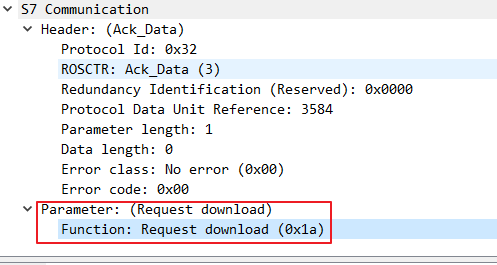 S7 Communication
Header: (Ack_Data)
Protocol Id: 0x32
ROSCTR: Ack_Data (3)
Redundancy Identification (Reserved): 0x0000
Protocol Data Unit Reference: 3584
Parameter length: 1
Data length: 0
Error class: No error (0x00)
Error code: 0x00
Parameter: (Request download)
Function: Request download (0x1a)